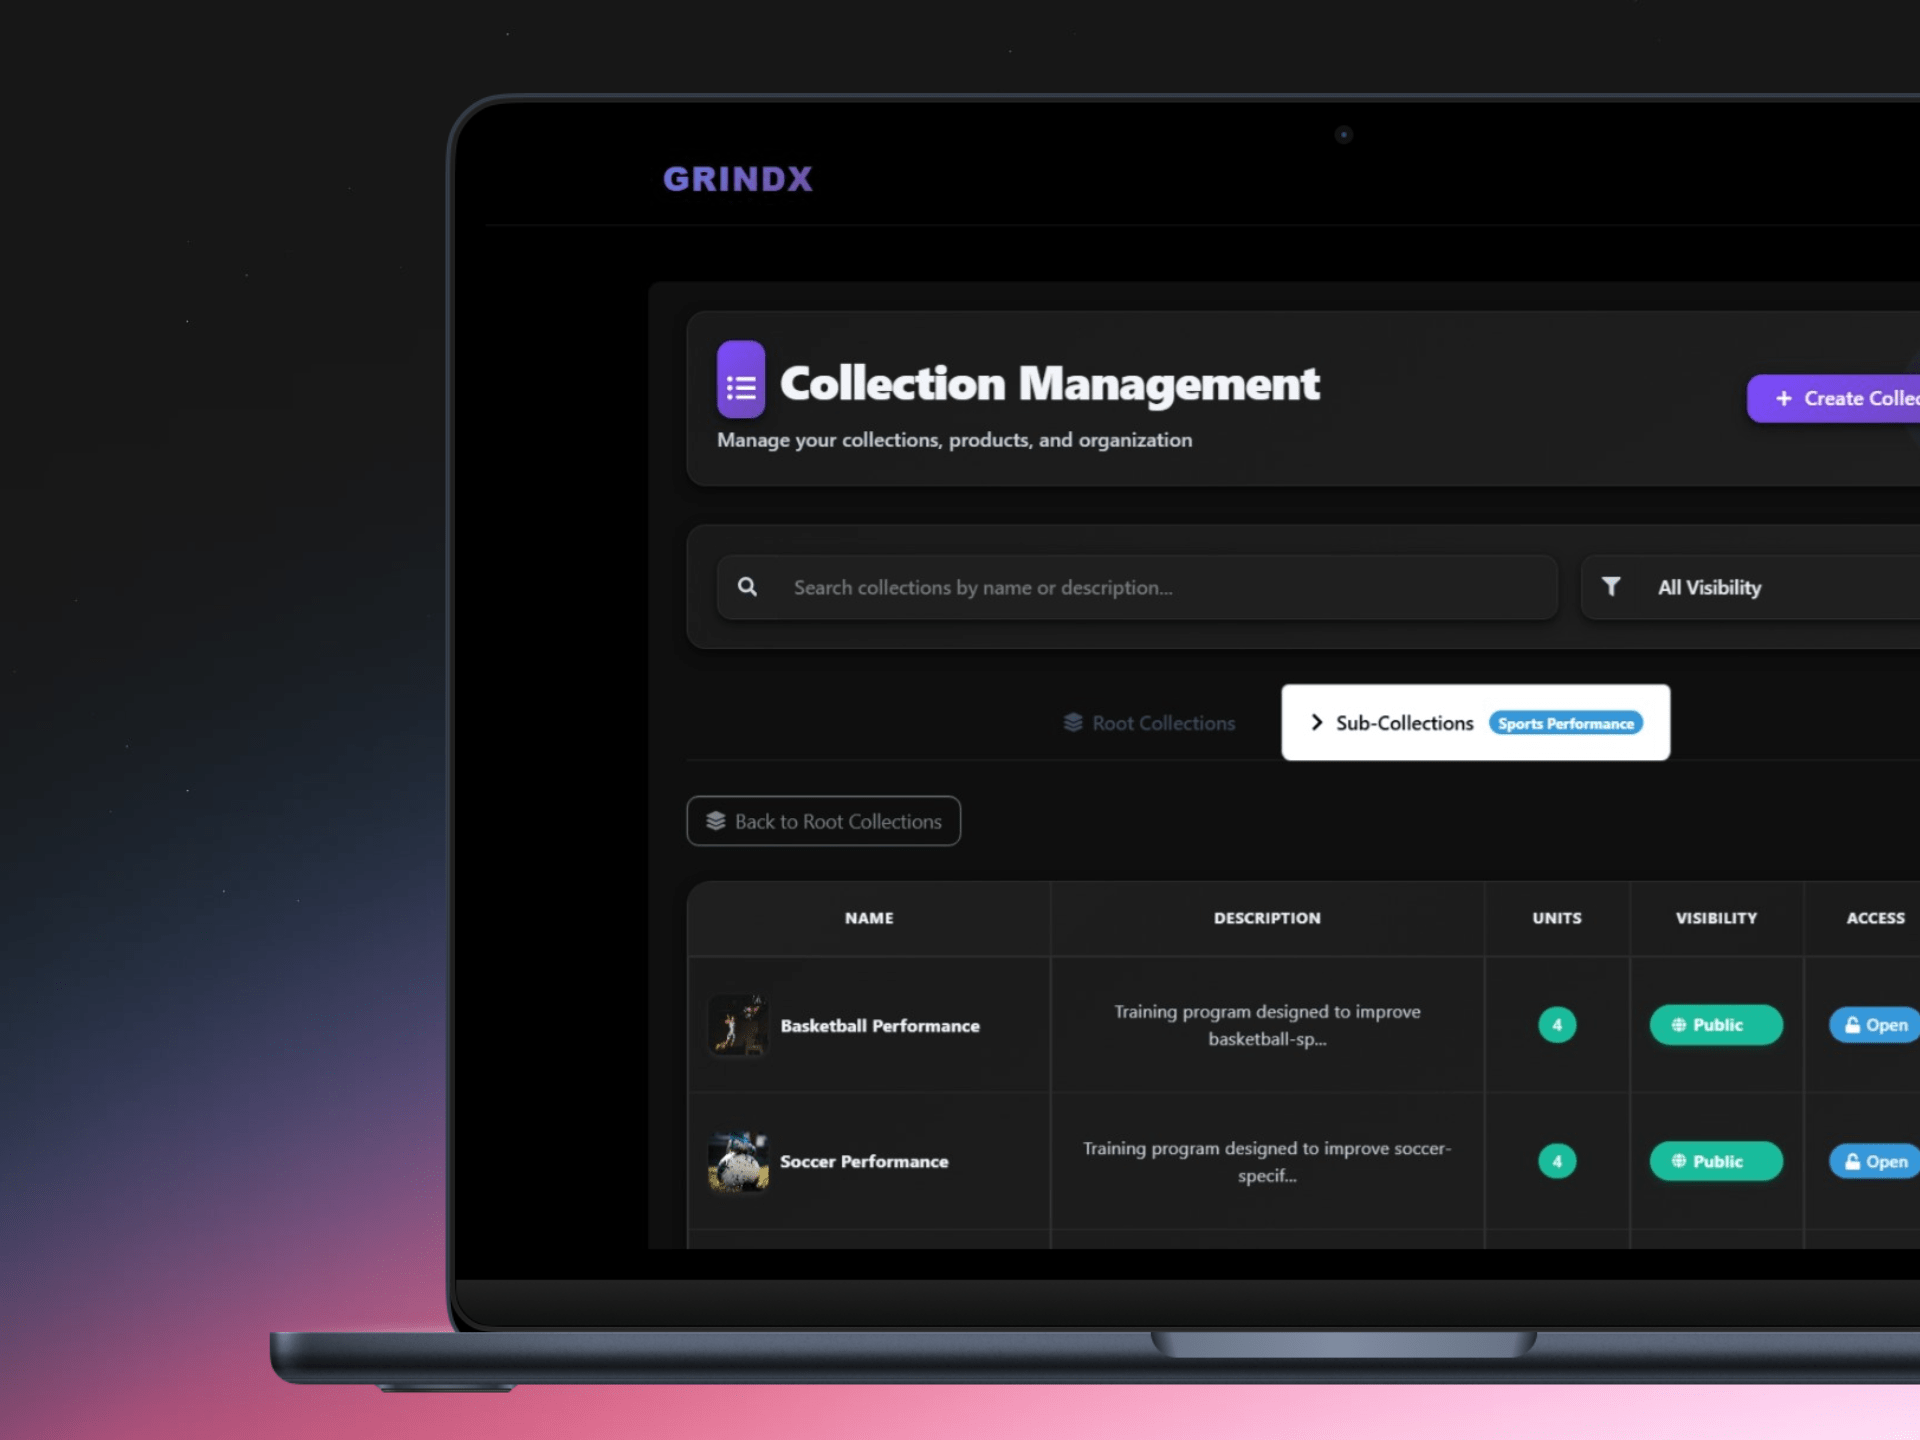 GRINDX
Collection Management
Manage your collections, products, and organization
+ Create Collec
Search collections by name or description...
All Visibility
Root Collections
Sub-Collections Sports Performance
Back to Root Collections
NAME DESCRIPTION UNITS VISIBILITY ACCESS
Basketball Performance
Training program designed to improve
basketball-sp...
4 Public Open
Soccer Performance
Training program designed to improve soccer-
specif...
4 Public Open